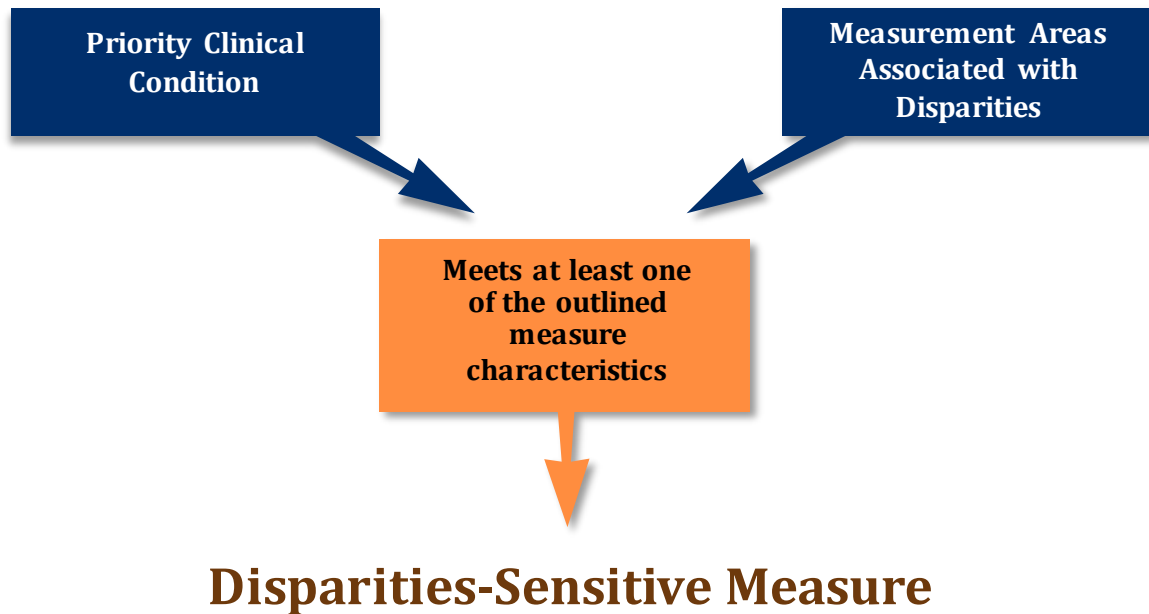 Priority Clinical
Condition
Measurement Areas
Associated with
Disparities
Meets at least one
of the outlined
measure
characteristics
Disparities-Sensitive Measure